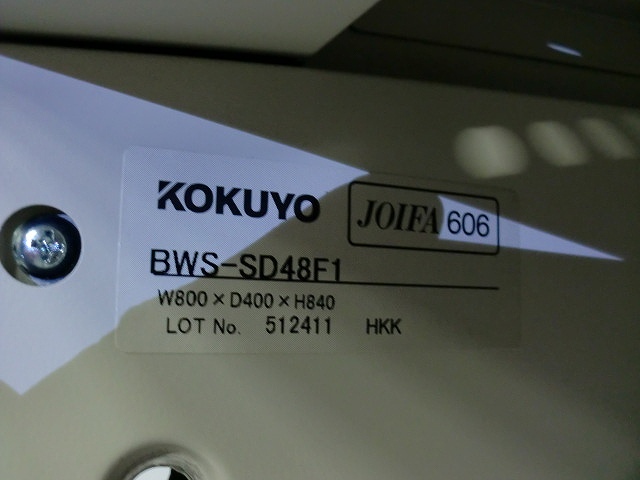 KOKUYO JOIFA 606
BWS-SD48F1
W800×D400×H840
LOT No. 512411 HKK